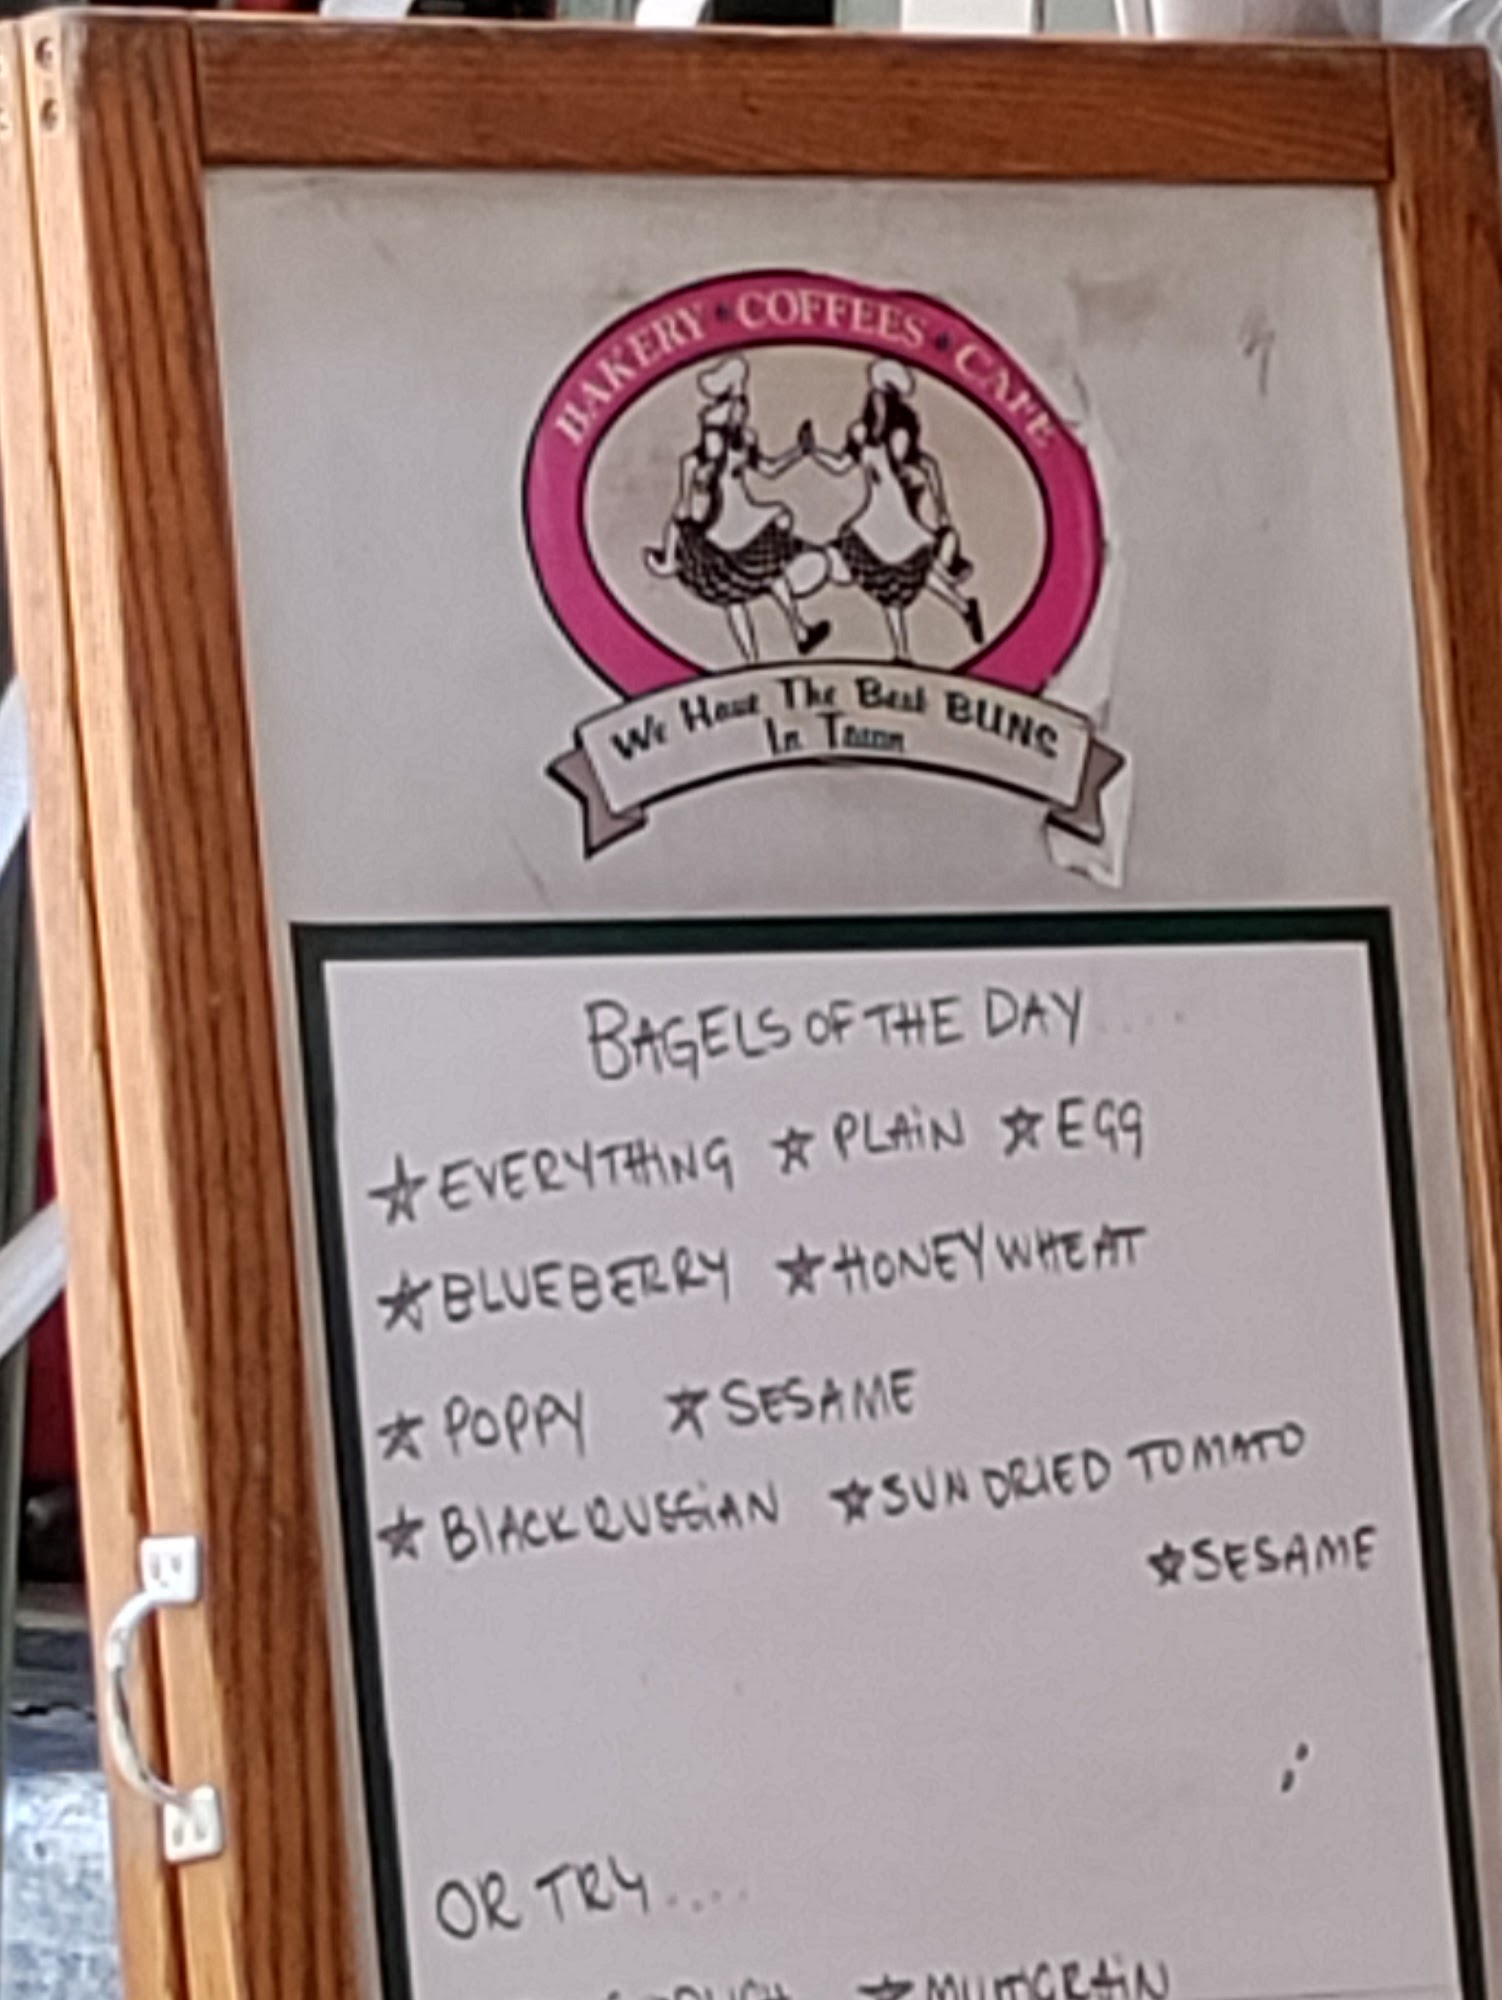 BAKERY • COFFEES • CAFE
We Have The Best BUNS
In Town
BAGELS OF THE DAY....
☆ EVERYTHING ☆ PLAIN ☆ EGG
☆ BLUEBERRY ☆ HONEY WHEAT
☆ POPPY ☆ SESAME
☆ BLACK RUSSIAN ☆ SUN DRIED TOMATO
☆ SESAME
OR TRY....
☆ MULTIGRAIN